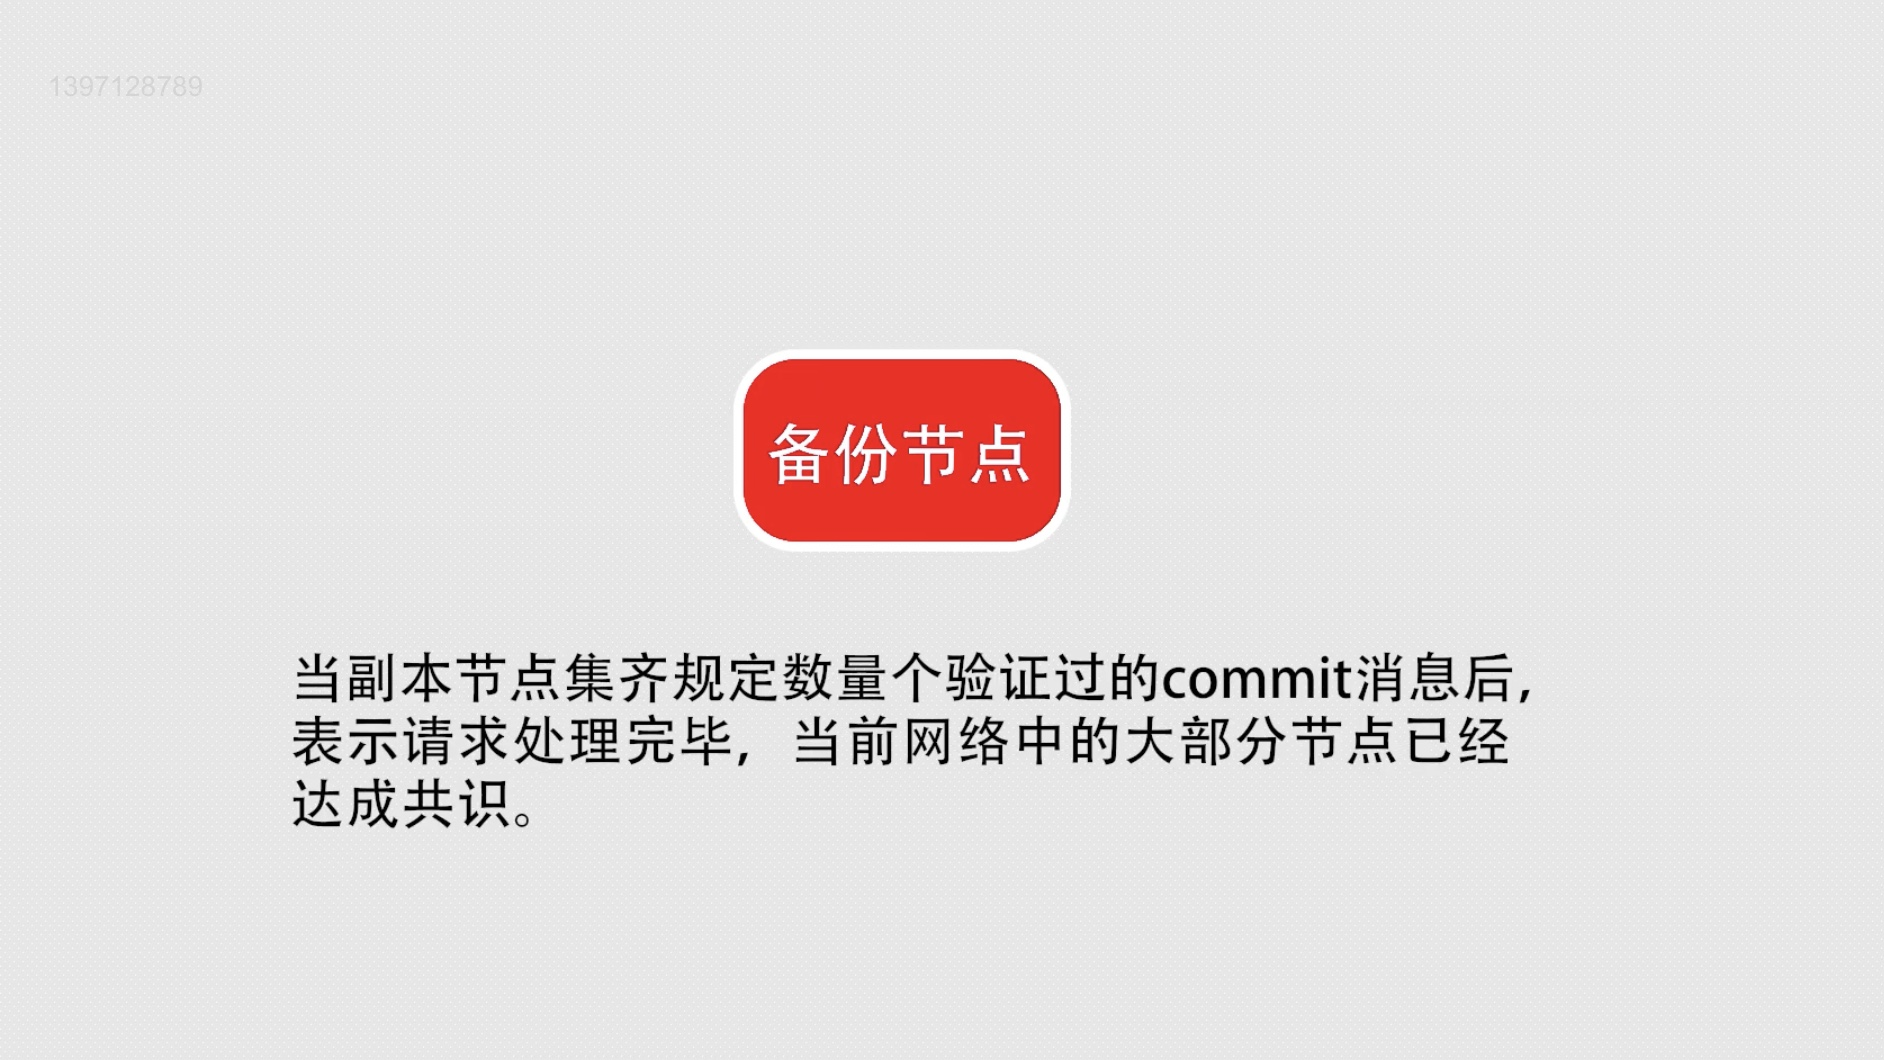 1397128789
备份节点
当副本节点集齐规定数量个验证过的commit消息后，
表示请求处理完毕，当前网络中的大部分节点已经
达成共识。